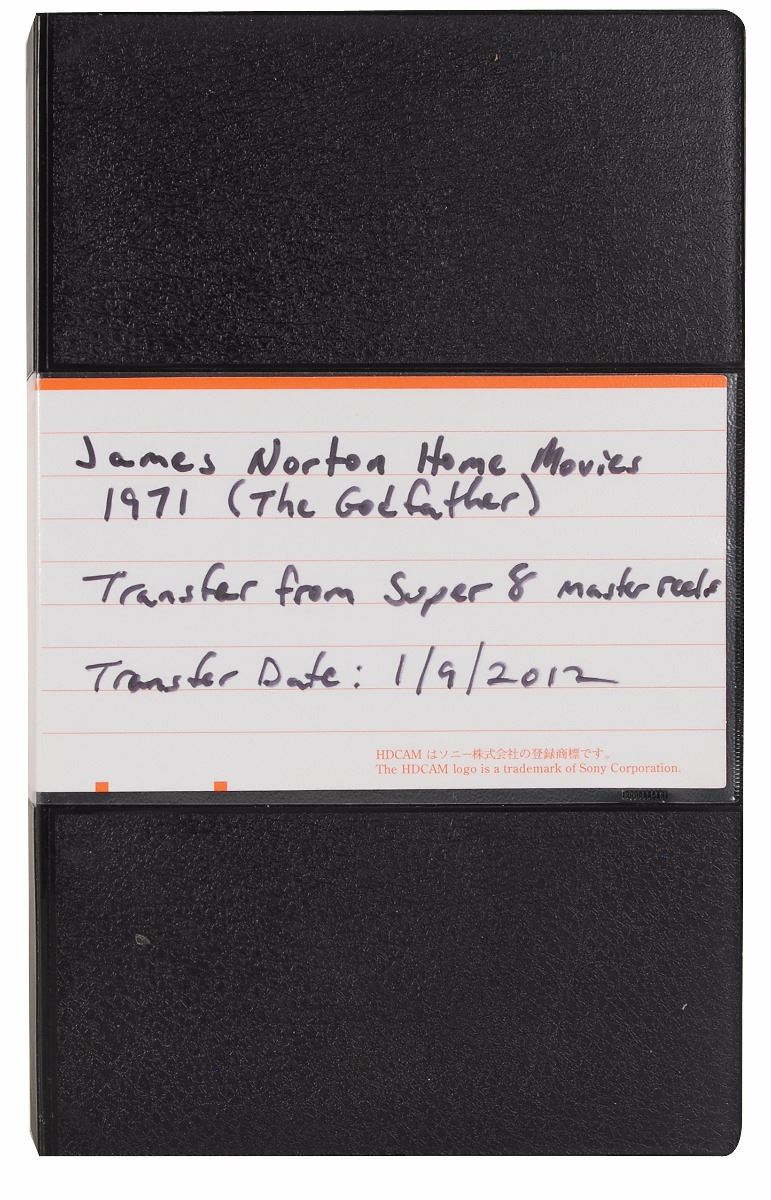 James Norton Home Movies
1971 (The Godfather)
Transfer from Super 8 master reels
Transfer Date: 1/9/2012
HDCAM はソニー株式会社の登録商標です。
The HDCAM logo is a trademark of Sony Corporation.